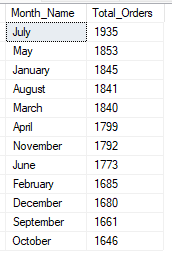 Month_Name Total_Orders
July 1935
May 1853
January 1845
August 1841
March 1840
April 1799
November 1792
June 1773
February 1685
December 1680
September 1661
October 1646